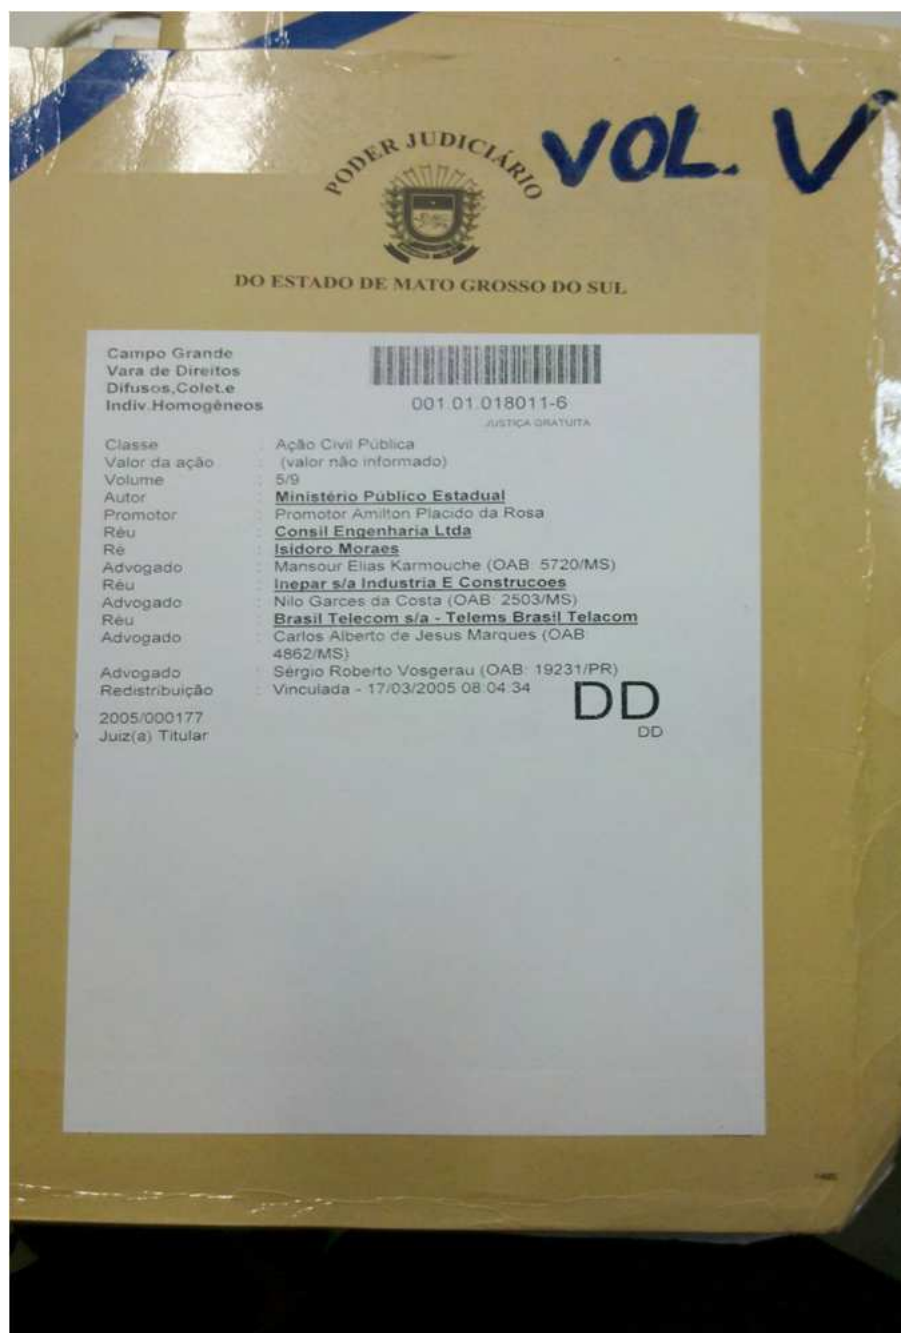 VOL. V
PODER JUDICIÁRIO
DO ESTADO DE MATO GROSSO DO SUL
Campo Grande
Vara de Direitos
Difusos,Colet.e
Indiv.Homogêneos
001.01.018011-6
JUSTIÇA GRATUITA
Classe : Ação Civil Pública
Valor da ação : (valor não informado)
Volume : 5/9
Autor : Ministério Público Estadual
Promotor : Promotor Amilton Placido da Rosa
Réu : Consil Engenharia Ltda
Ré : Isidoro Moraes
Advogado : Mansour Elias Karmouche (OAB: 5720/MS)
Réu : Inepar s/a Industria E Construcoes
Advogado : Nilo Garces da Costa (OAB: 2503/MS)
Réu : Brasil Telecom s/a - Telems Brasil Telacom
Advogado : Carlos Alberto de Jesus Marques (OAB:
4862/MS)
Advogado : Sérgio Roberto Vosgerau (OAB: 19231/PR)
Redistribuição : Vinculada - 17/03/2005 08:04:34
DD
2005/000177
Juiz(a) Titular
DD